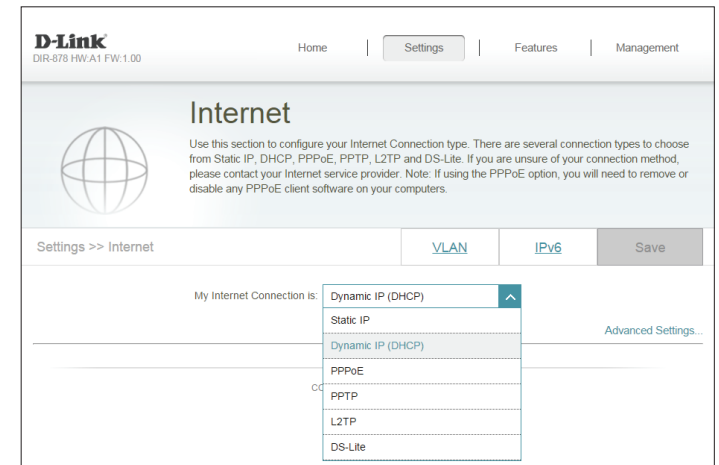 D-Link
DIR-878 HW:A1 FW:1.00
Home
Settings
Features
Management
Internet
Use this section to configure your Internet Connection type. There are several connection types to choose
from Static IP, DHCP, PPPoE, PPTP, L2TP and DS-Lite. If you are unsure of your connection method,
please contact your Internet service provider. Note: If using the PPPoE option, you will need to remove or
disable any PPPoE client software on your computers.
Settings >> Internet
VLAN
IPv6
Save
My Internet Connection is:
Dynamic IP (DHCP)
Static IP
Dynamic IP (DHCP)
PPPoE
PPTP
L2TP
DS-Lite
Advanced Settings...